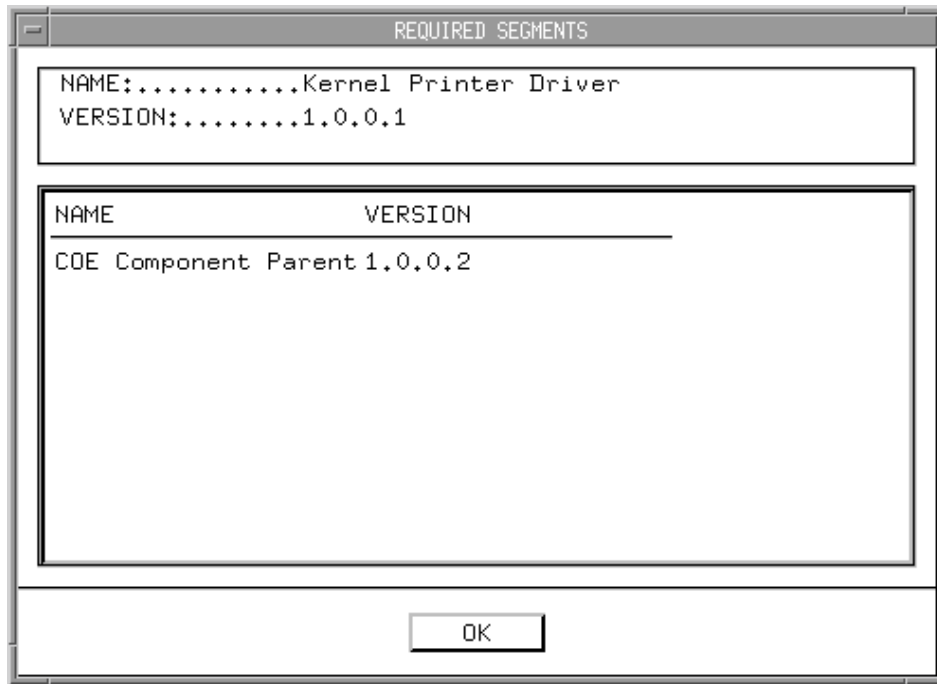 REQUIRED SEGMENTS
NAME:...........Kernel Printer Driver
VERSION:........1.0.0.1
NAME VERSION
COE Component Parent 1.0.0.2
OK